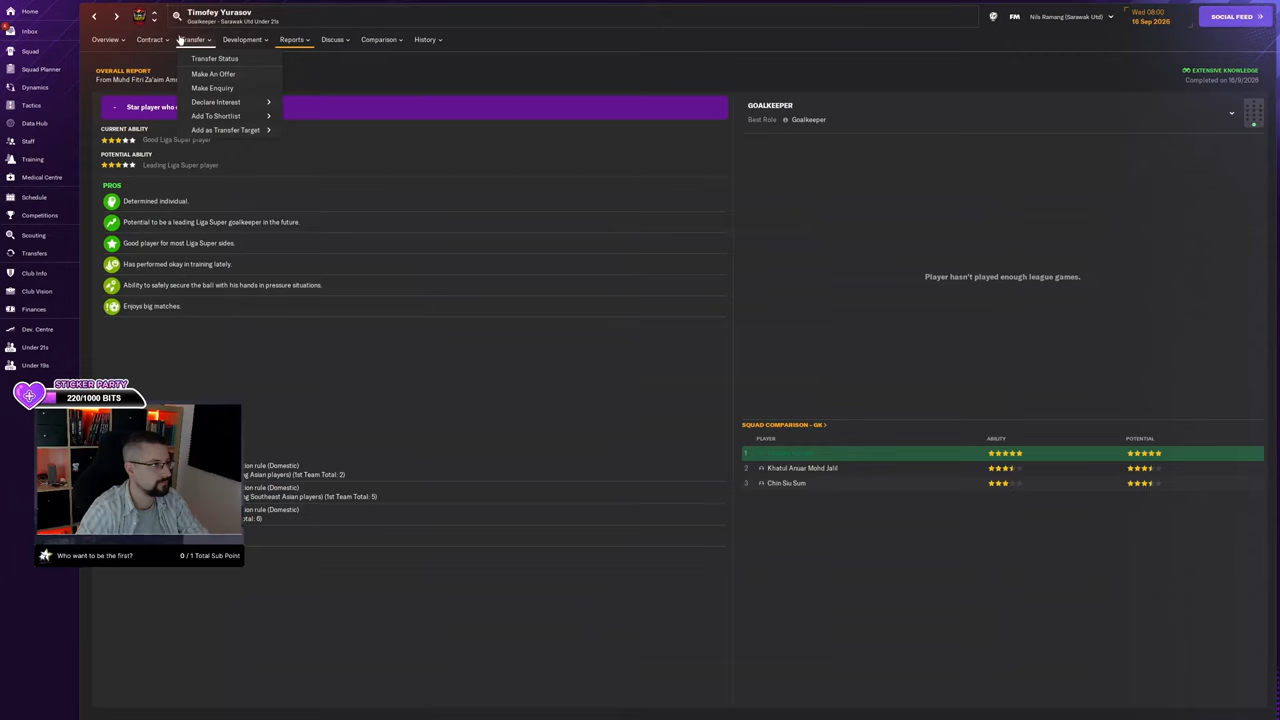 Timofey Yurasov
Goalkeeper - Sarawak Utd Under 21s
FM
Nils Ramang (Sarawak Utd)
Wed 08:00
16 Sep 2026
SOCIAL FEED
Overview
Contract
Transfer
Development
Reports
Discuss
Comparison
History
Home
Inbox
Squad
Squad Planner
Dynamics
Tactics
Data Hub
Staff
Training
Medical Centre
Schedule
Competitions
Scouting
Transfers
Club Info
Club Vision
Finances
Dev. Centre
Under 21s
Under 19s
Transfer Status
Make An Offer
Make Enquiry
Declare Interest
Add To Shortlist
Add as Transfer Target
OVERALL REPORT
From Muhd Fitri Za'aim
EXTENSIVE KNOWLEDGE
Completed on 16/9/2026
- Star player who
CURRENT ABILITY
Good Liga Super player
POTENTIAL ABILITY
Leading Liga Super player
PROS
Determined individual.
Potential to be a leading Liga Super goalkeeper in the future.
Good player for most Liga Super sides.
Has performed okay in training lately.
Ability to safely secure the ball with his hands in pressure situations.
Enjoys big matches.
GOALKEEPER
Best Role Goalkeeper
Player hasn't played enough league games.
SQUAD COMPARISON - GK
PLAYER ABILITY POTENTIAL
1
2 Khatul Anuar Mohd Jalil
3 Chin Siu Sum
rule (Domestic)
Asian players) (1st Team Total: 2)
rule (Domestic)
Southeast Asian players) (1st Team Total: 5)
rule (Domestic)
6)
STICKER PARTY
220/1000 BITS
Who want to be the first?
0 / 1 Total Sub Point